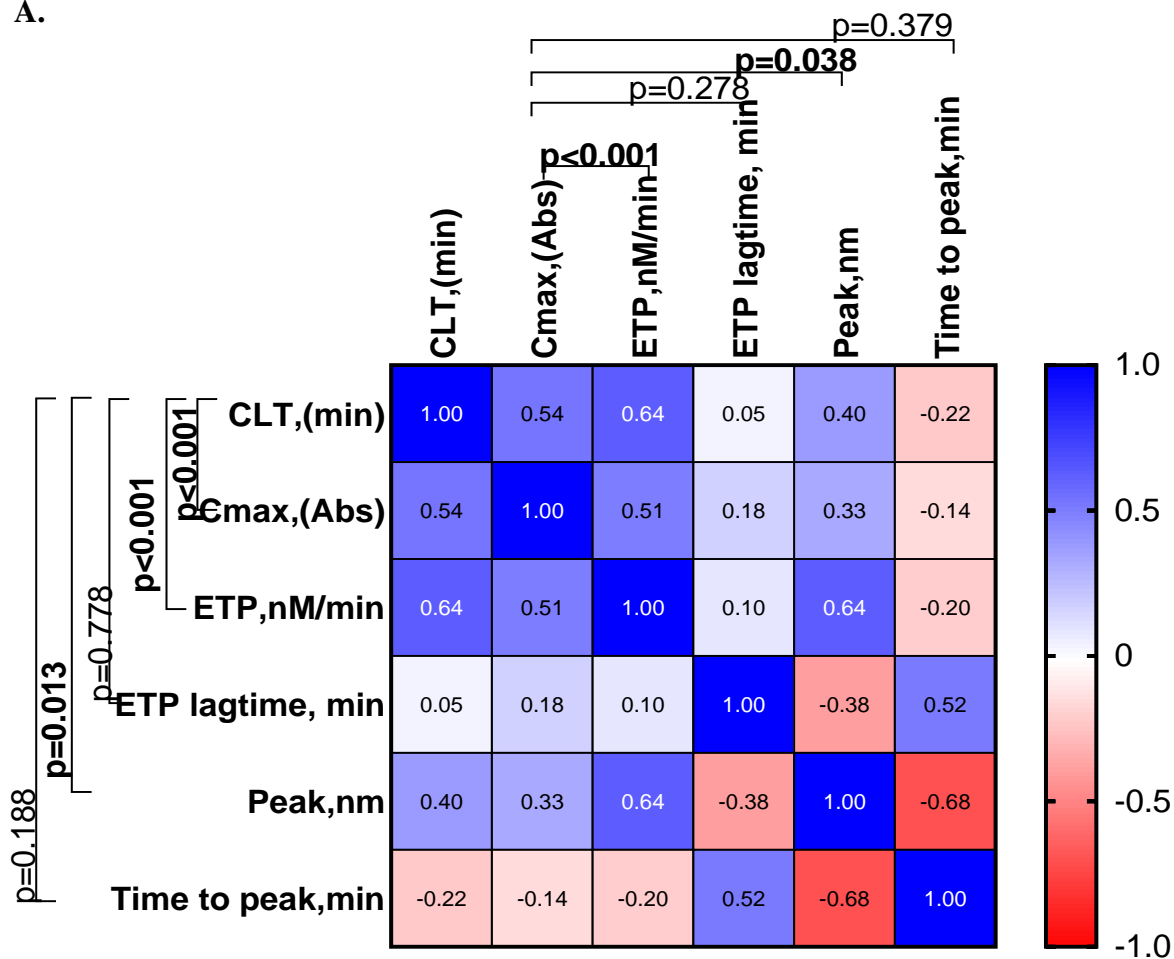 A.
p=0.379
p=0.038
p=0.278
p<0.001
CLT,(min)
Cmax,(Abs)
ETP,nM/min
ETP lagtime, min
Peak,nm
Time to peak,min
CLT,(min) 1.00 0.54 0.64 0.05 0.40 -0.22
Cmax,(Abs) 0.54 1.00 0.51 0.18 0.33 -0.14
ETP,nM/min 0.64 0.51 1.00 0.10 0.64 -0.20
ETP lagtime, min 0.05 0.18 0.10 1.00 -0.38 0.52
Peak,nm 0.40 0.33 0.64 -0.38 1.00 -0.68
Time to peak,min -0.22 -0.14 -0.20 0.52 -0.68 1.00
p<0.001
p<0.001
p=0.778
p=0.013
p=0.188
1.0
0.5
0
-0.5
-1.0